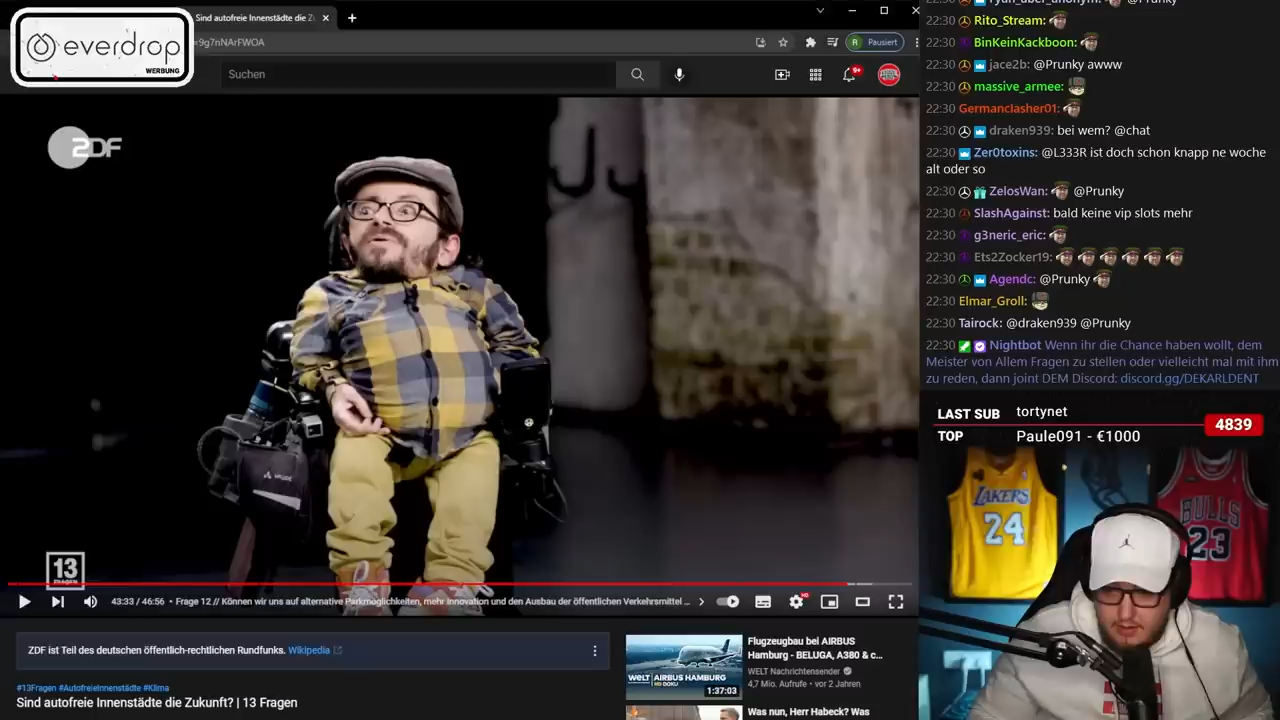 Sind autofreie Innenstädte die Z
everdrop
WERBUNG
=9g7nNArFWOA
R Pausiert
Suchen
9+
ZDF
13
FRAGEN
43:33 / 46:56 • Frage 12 // Können wir uns auf alternative Parkmöglichkeiten, mehr Innovation und den Ausbau der öffentlichen Verkehrsmittel ...
ZDF ist Teil des deutschen öffentlich-rechtlichen Rundfunks. Wikipedia
#13Fragen #AutofreieInnenstädte #Klima
Sind autofreie Innenstädte die Zukunft? | 13 Fragen
WELT AIRBUS HAMBURG
HD DOKU
1:37:03
Flugzeugbau bei AIRBUS
Hamburg - BELUGA, A380 & c...
WELT Nachrichtensender
4,7 Mio. Aufrufe • vor 2 Jahren
Was nun, Herr Habeck? Was
22:30 Rito_Stream:
22:30 BinKeinKackboon:
22:30 jace2b: @Prunky awww
22:30 massive_armee:
22:30 Germanclasher01:
22:30 draken939: bei wem? @chat
22:30 Zer0toxins: @L333R ist doch schon knapp ne woche
alt oder so
22:30 ZelosWan: @Prunky
22:30 SlashAgainst: bald keine vip slots mehr
22:30 g3neric_eric:
22:30 Ets2Zocker19:
22:30 Agendc: @Prunky
22:30 Elmar_Groll:
22:30 Tairock: @draken939 @Prunky
22:30 Nightbot Wenn ihr die Chance haben wollt, dem
Meister von Allem Fragen zu stellen oder vielleicht mal mit ihm
zu reden, dann joint DEM Discord: discord.gg/DEKARLDENT
LAST SUB tortynet
4839
TOP Paule091 - €1000
LAKERS
24
BULLS
23